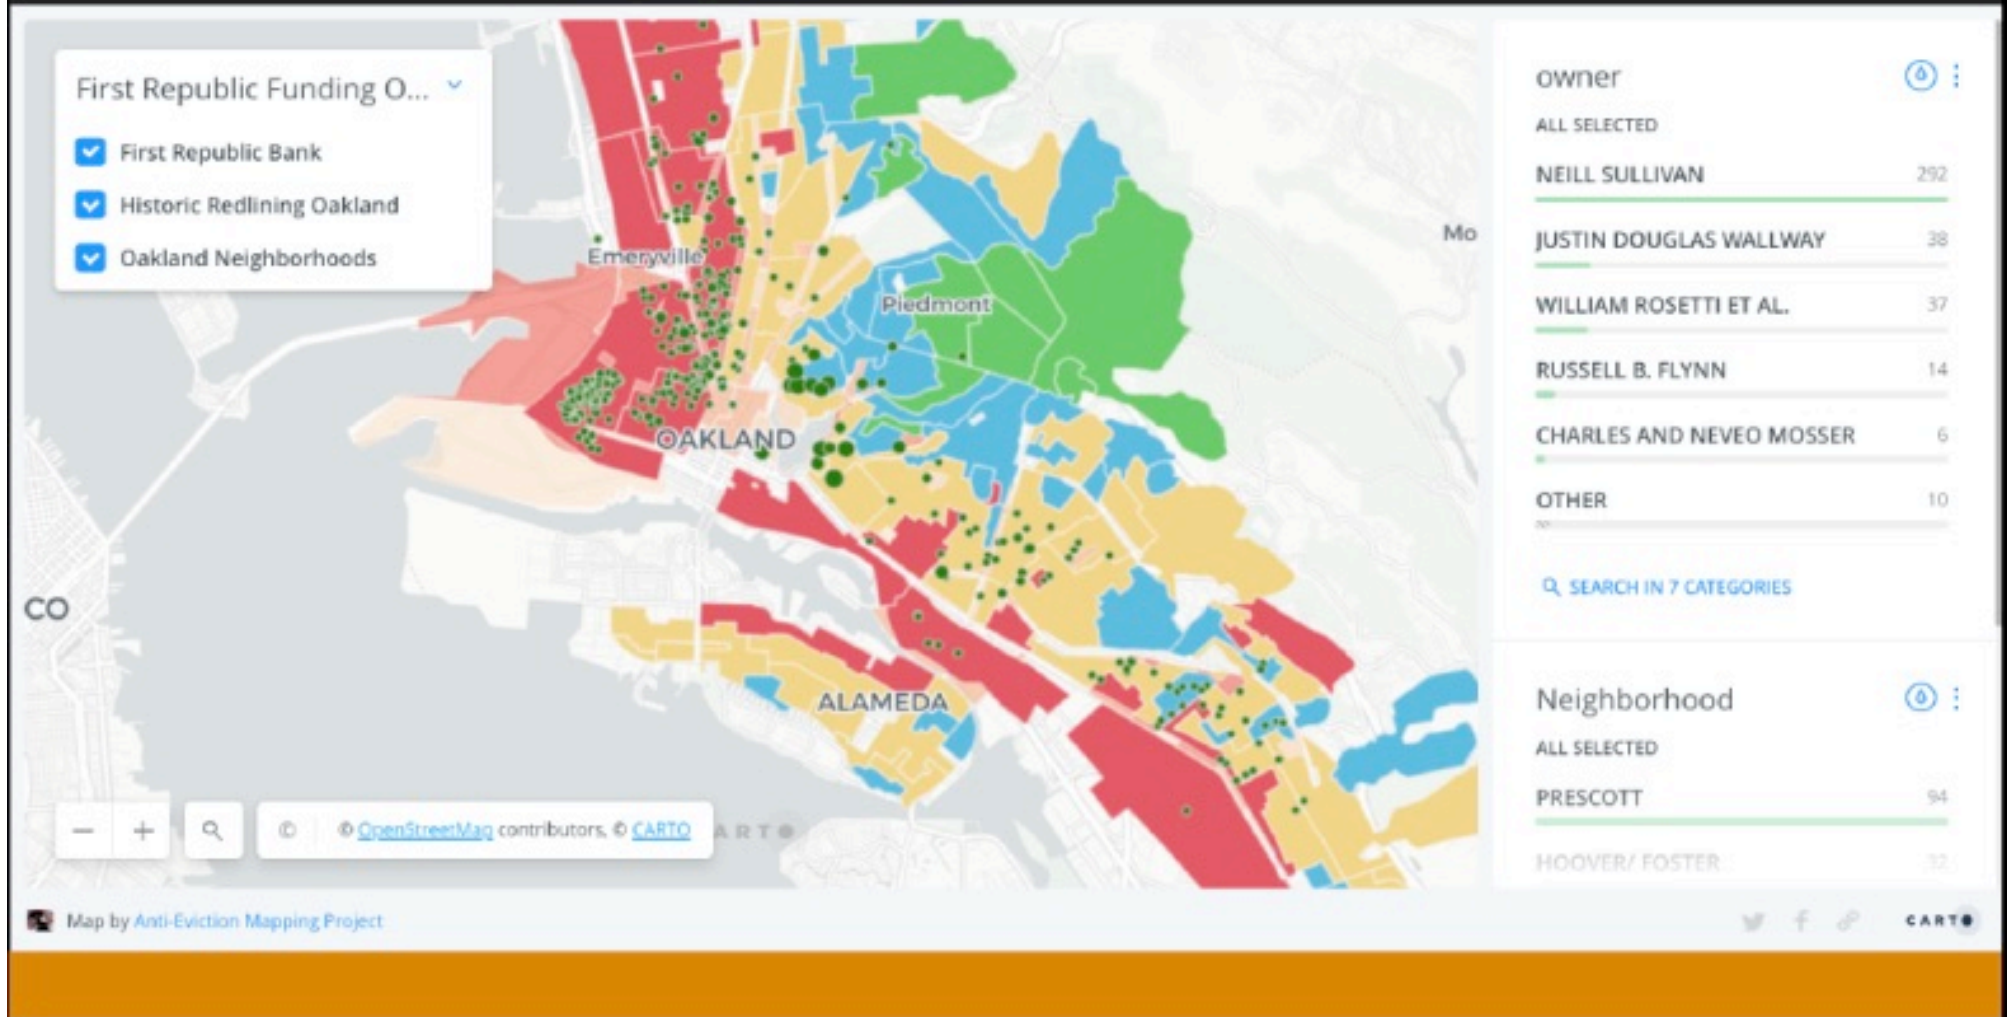 First Republic Funding O...
First Republic Bank
Historic Redlining Oakland
Oakland Neighborhoods
Emeryville
Piedmont
Mo
OAKLAND
CO
ALAMEDA
© © OpenStreetMap contributors, © CARTO
owner
ALL SELECTED
NEILL SULLIVAN 292
JUSTIN DOUGLAS WALLWAY 38
WILLIAM ROSETTI ET AL. 37
RUSSELL B. FLYNN 14
CHARLES AND NEVEO MOSSER 6
OTHER 10
SEARCH IN 7 CATEGORIES
Neighborhood
ALL SELECTED
PRESCOTT 94
HOOVER/ FOSTER 32
Map by Anti-Eviction Mapping Project
CARTO